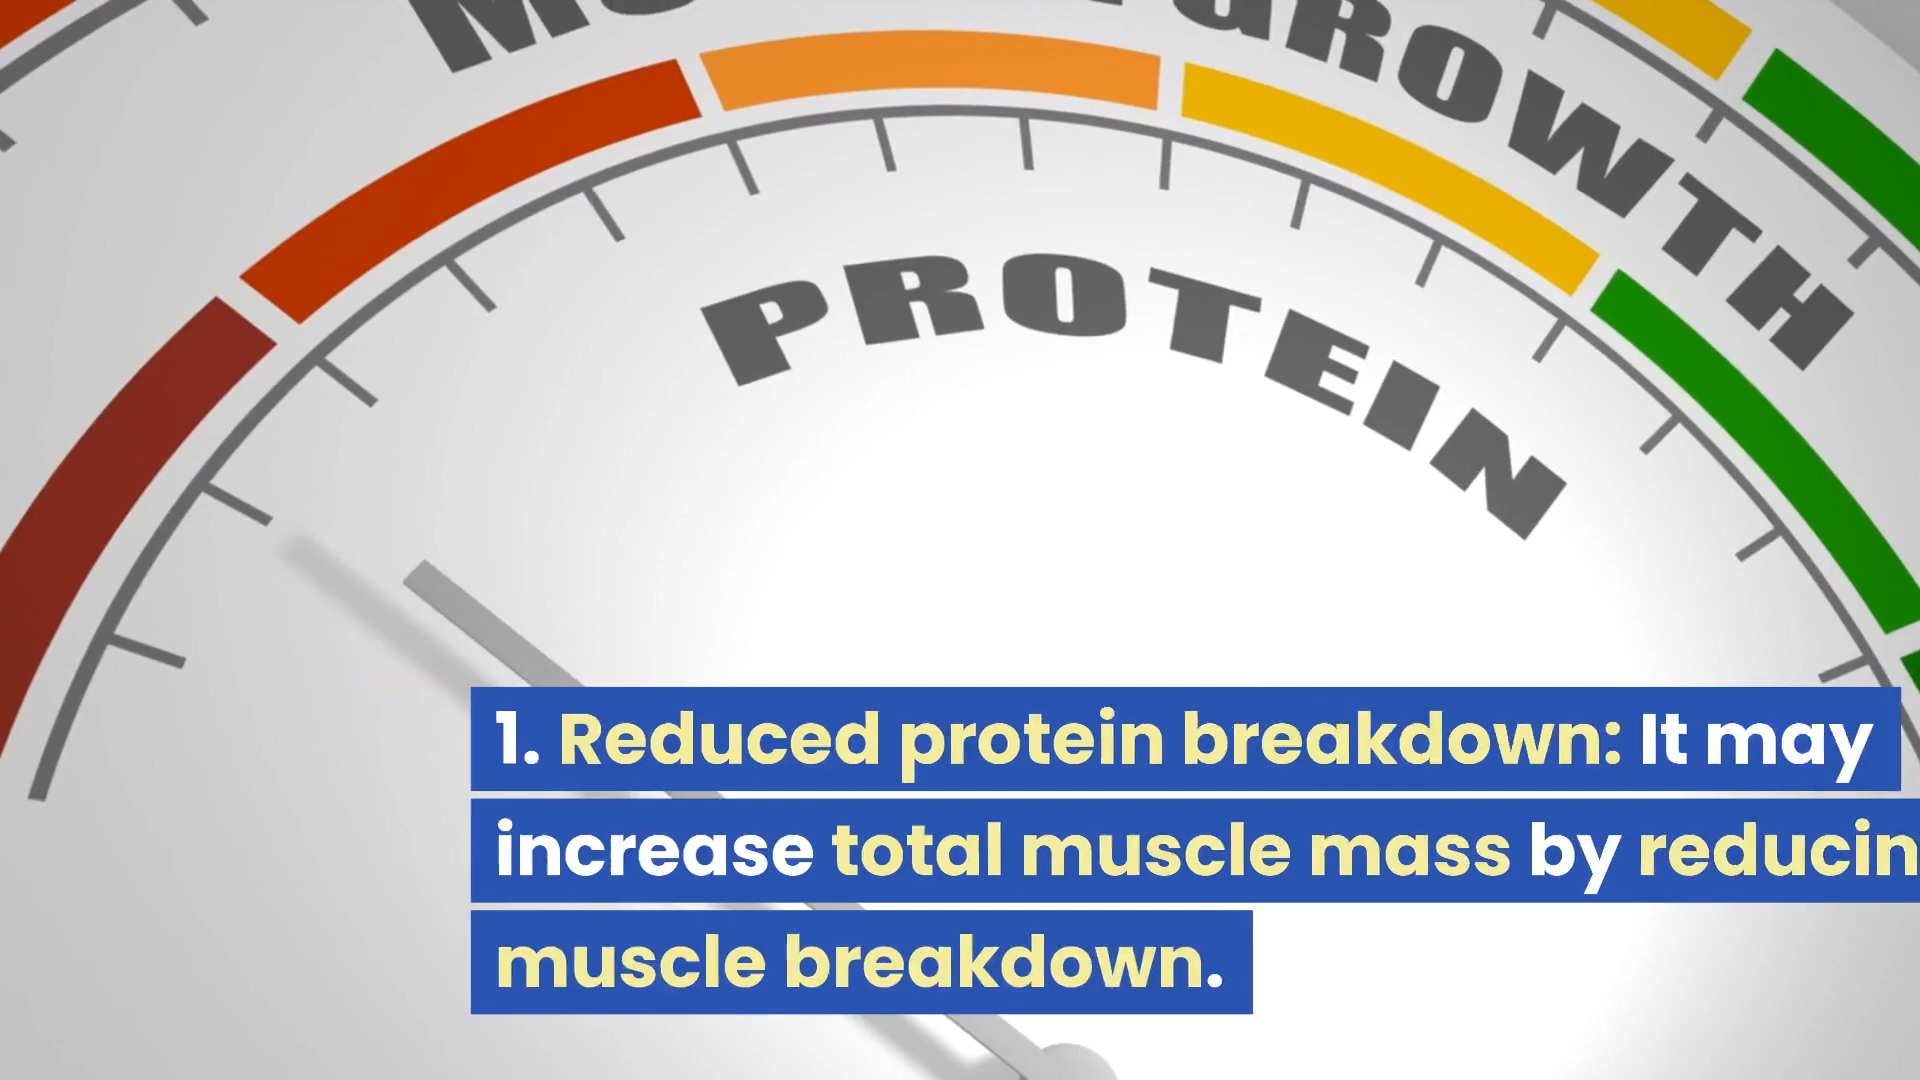 GROWTH
PROTEIN
1. Reduced protein breakdown: It may
increase total muscle mass by reducin
muscle breakdown.